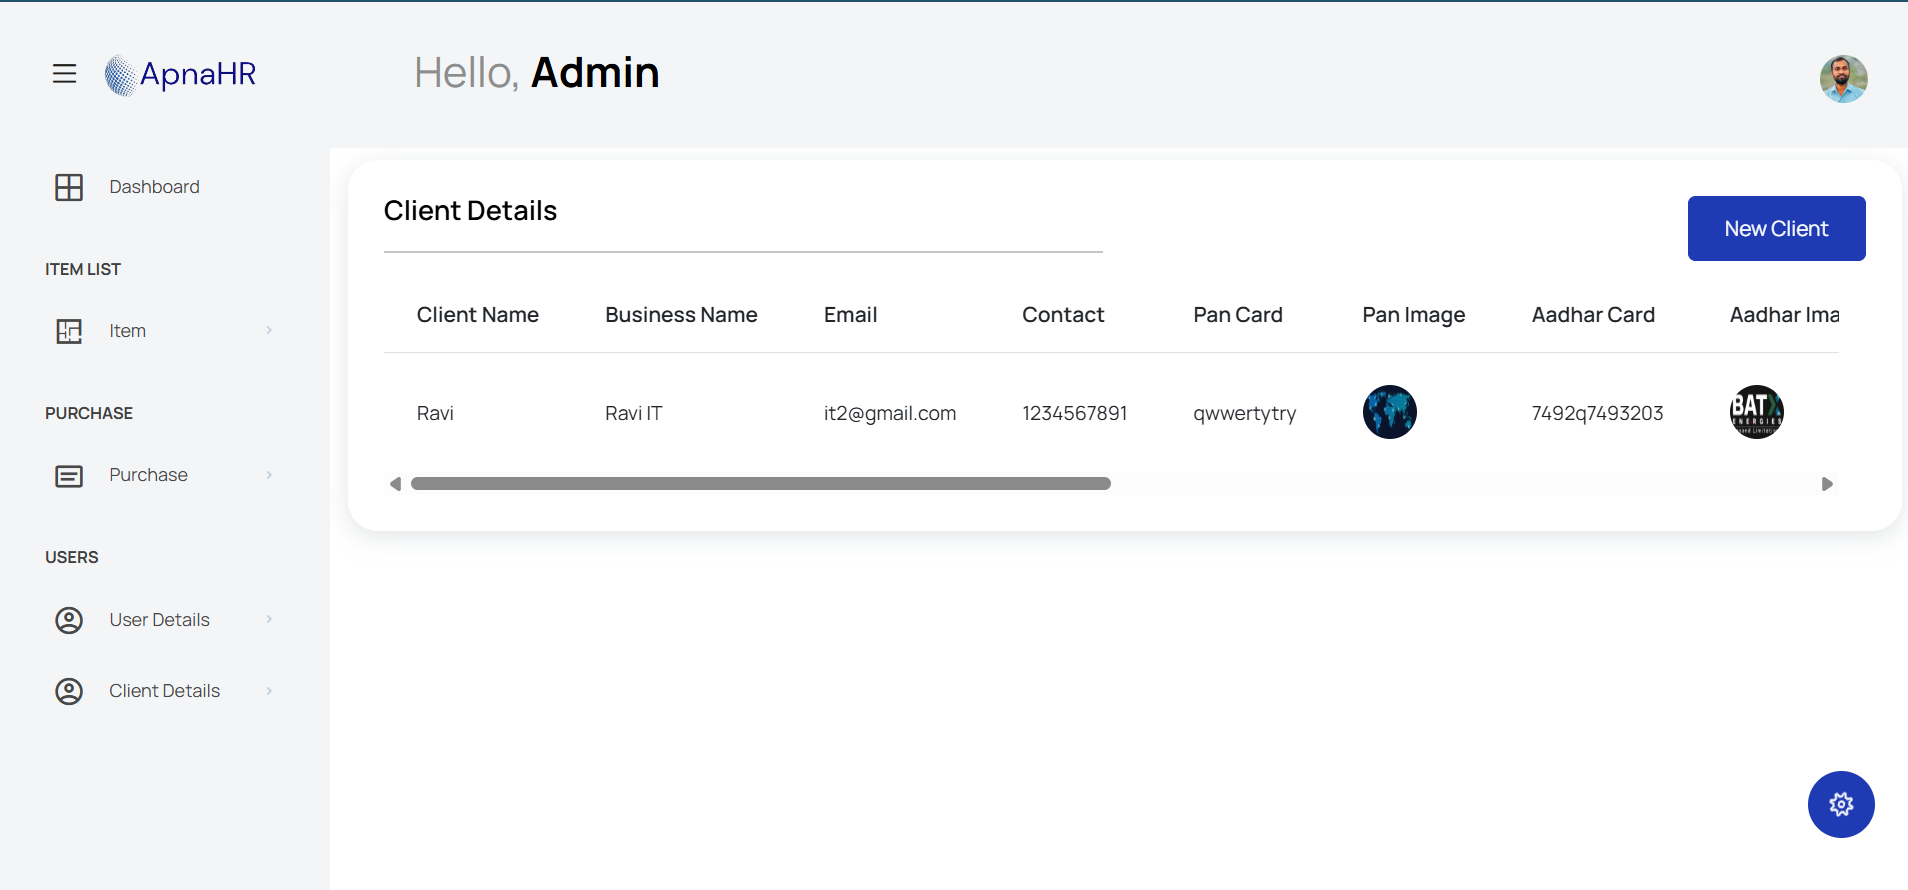 ApnaHR
Hello, Admin
Dashboard
ITEM LIST
Item
PURCHASE
Purchase
USERS
User Details
Client Details
Client Details
New Client
Client Name Business Name Email Contact Pan Card Pan Image Aadhar Card Aadhar Ima
Ravi Ravi IT it2@gmail.com 1234567891 qwwertytry 7492q7493203
BATX
ENERGIES